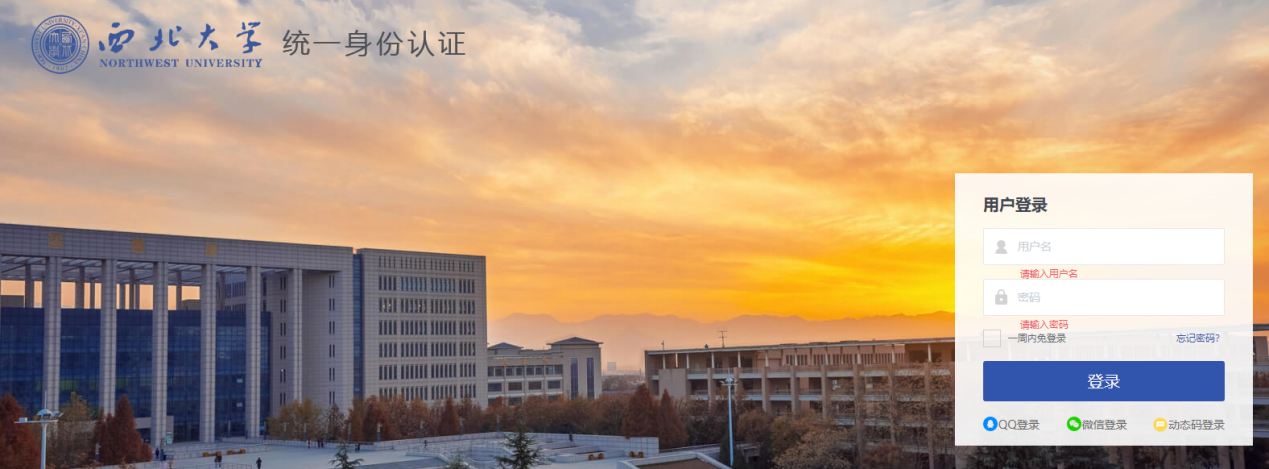 西北大学 统一身份认证
NORTHWEST UNIVERSITY
用户登录
用户名
请输入用户名
密码
请输入密码
一周内免登录 忘记密码?
登录
QQ登录 微信登录 动态码登录